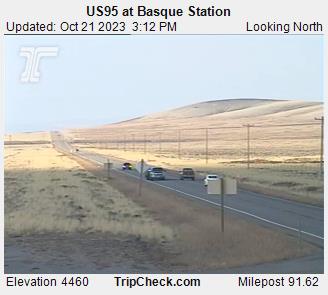 US95 at Basque Station
Updated: Oct 21 2023 3:12 PM Looking North
Elevation 4460 TripCheck.com Milepost 91.62